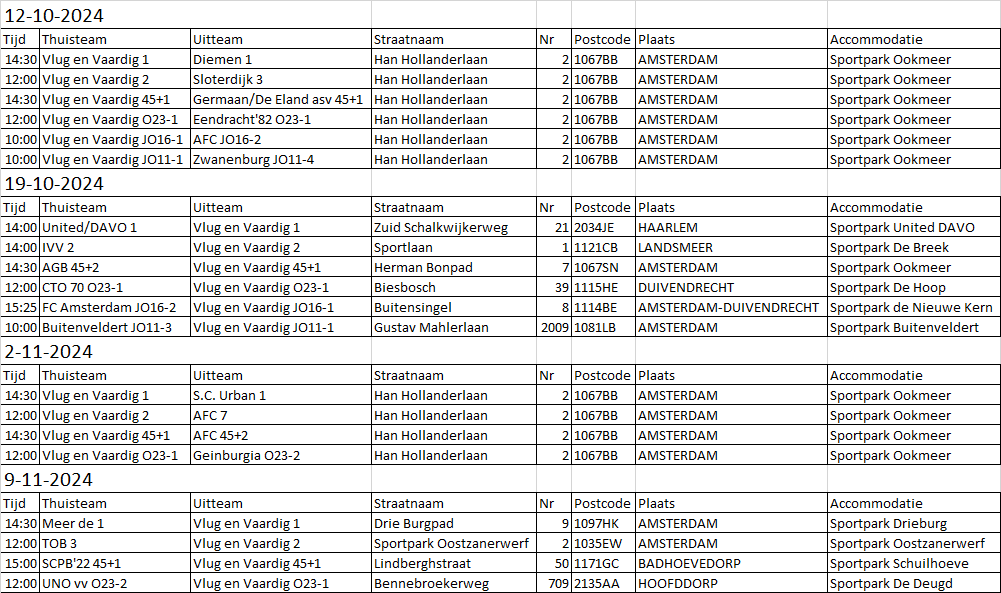 12-10-2024
Tijd Thuisteam Uitteam Straatnaam Nr Postcode Plaats Accommodatie
14:30 Vlug en Vaardig 1 Diemen 1 Han Hollanderlaan 2 1067BB AMSTERDAM Sportpark Ookmeer
12:00 Vlug en Vaardig 2 Sloterdijk 3 Han Hollanderlaan 2 1067BB AMSTERDAM Sportpark Ookmeer
14:30 Vlug en Vaardig 45+1 Germaan/De Eland asv 45+1 Han Hollanderlaan 2 1067BB AMSTERDAM Sportpark Ookmeer
12:00 Vlug en Vaardig O23-1 Eendracht'82 O23-1 Han Hollanderlaan 2 1067BB AMSTERDAM Sportpark Ookmeer
10:00 Vlug en Vaardig JO16-1 AFC JO16-2 Han Hollanderlaan 2 1067BB AMSTERDAM Sportpark Ookmeer
10:00 Vlug en Vaardig JO11-1 Zwanenburg JO11-4 Han Hollanderlaan 2 1067BB AMSTERDAM Sportpark Ookmeer
19-10-2024
Tijd Thuisteam Uitteam Straatnaam Nr Postcode Plaats Accommodatie
14:00 United/DAVO 1 Vlug en Vaardig 1 Zuid Schalkwijkerweg 21 2034JE HAARLEM Sportpark United DAVO
14:00 IVV 2 Vlug en Vaardig 2 Sportlaan 1 1121CB LANDSMEER Sportpark De Breek
14:30 AGB 45+2 Vlug en Vaardig 45+1 Herman Bonpad 7 1067SN AMSTERDAM Sportpark Ookmeer
12:00 CTO 70 O23-1 Vlug en Vaardig O23-1 Biesbosch 39 1115HE DUIVENDRECHT Sportpark De Hoop
15:25 FC Amsterdam JO16-2 Vlug en Vaardig JO16-1 Buitensingel 8 1114BE AMSTERDAM-DUIVENDRECHT Sportpark de Nieuwe Kern
10:00 Buitenveldert JO11-3 Vlug en Vaardig JO11-1 Gustav Mahlerlaan 2009 1081LB AMSTERDAM Sportpark Buitenveldert
2-11-2024
Tijd Thuisteam Uitteam Straatnaam Nr Postcode Plaats Accommodatie
14:30 Vlug en Vaardig 1 S.C. Urban 1 Han Hollanderlaan 2 1067BB AMSTERDAM Sportpark Ookmeer
12:00 Vlug en Vaardig 2 AFC 7 Han Hollanderlaan 2 1067BB AMSTERDAM Sportpark Ookmeer
14:30 Vlug en Vaardig 45+1 AFC 45+2 Han Hollanderlaan 2 1067BB AMSTERDAM Sportpark Ookmeer
12:00 Vlug en Vaardig O23-1 Geinburgia O23-2 Han Hollanderlaan 2 1067BB AMSTERDAM Sportpark Ookmeer
9-11-2024
Tijd Thuisteam Uitteam Straatnaam Nr Postcode Plaats Accommodatie
14:30 Meer de 1 Vlug en Vaardig 1 Drie Burgpad 9 1097HK AMSTERDAM Sportpark Drieburg
12:00 TOB 3 Vlug en Vaardig 2 Sportpark Oostzanerwerf 2 1035EW AMSTERDAM Sportpark Oostzanerwerf
15:00 SCPB'22 45+1 Vlug en Vaardig 45+1 Lindberghstraat 50 1171GC BADHOEVEDORP Sportpark Schuilhoeve
12:00 UNO vv O23-2 Vlug en Vaardig O23-1 Bennebroekerweg 709 2135AA HOOFDDORP Sportpark De Deugd